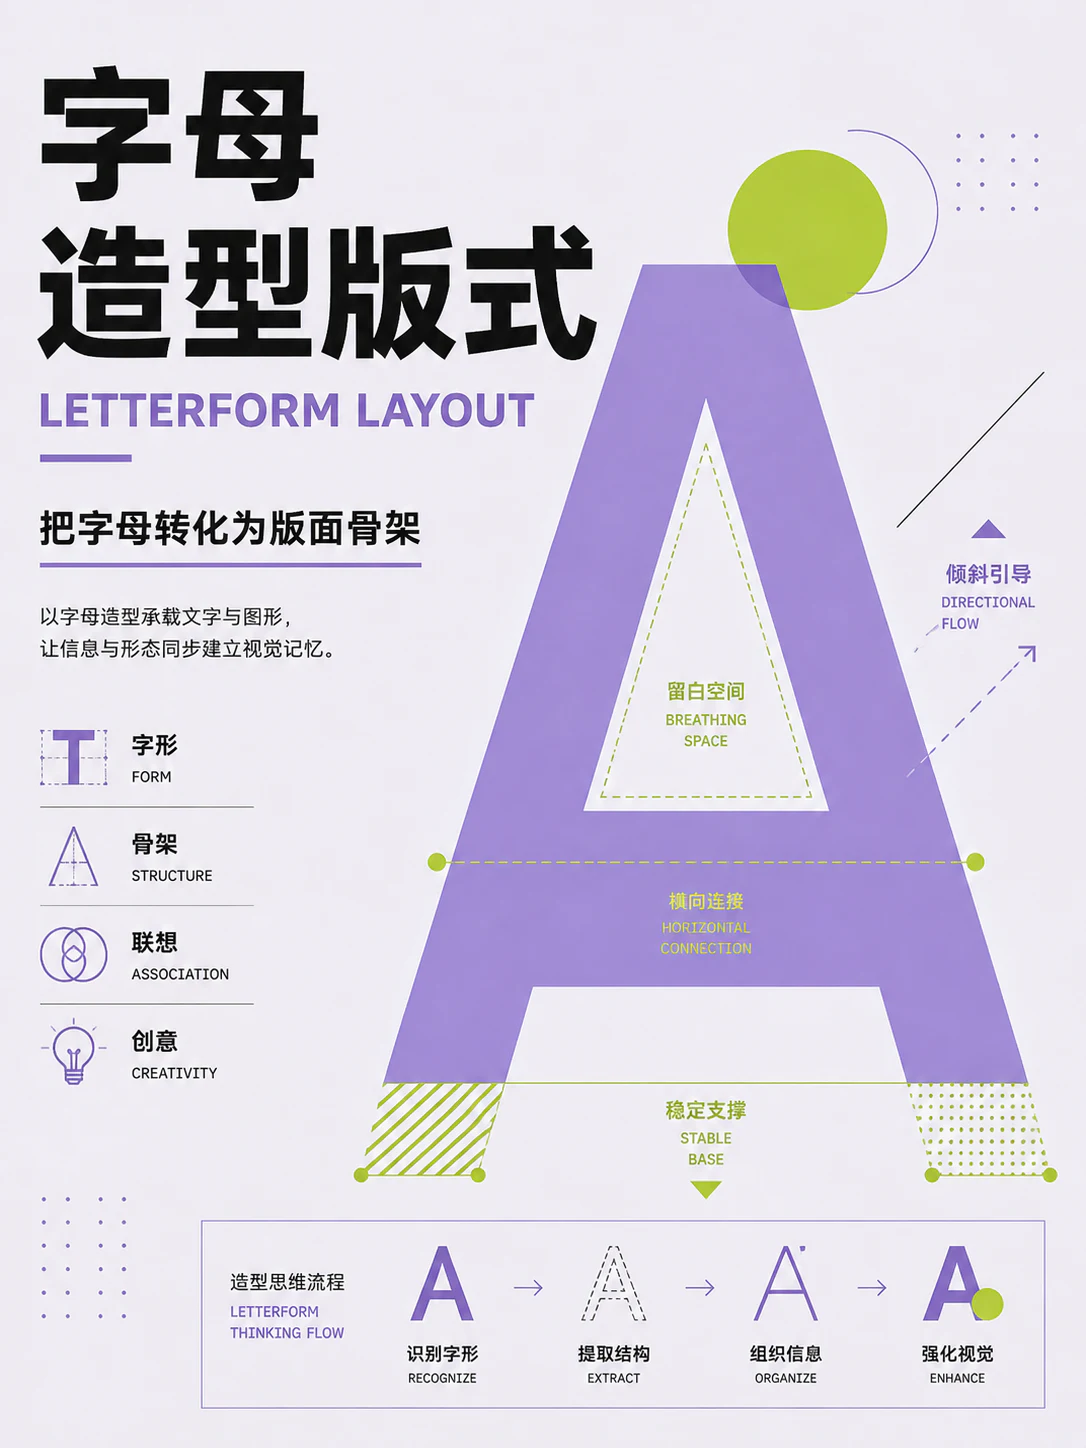 字母
造型版式
LETTERFORM LAYOUT
把字母转化为版面骨架
以字母造型承载文字与图形，
让信息与形态同步建立视觉记忆。
T
字形
FORM
骨架
STRUCTURE
联想
ASSOCIATION
创意
CREATIVITY
A
倾斜引导
DIRECTIONAL
FLOW
留白空间
BREATHING
SPACE
横向连接
HORIZONTAL
CONNECTION
稳定支撑
STABLE
BASE
造型思维流程
LETTERFORM
THINKING FLOW
A
识别字形
RECOGNIZE
A
提取结构
EXTRACT
A
组织信息
ORGANIZE
A
强化视觉
ENHANCE